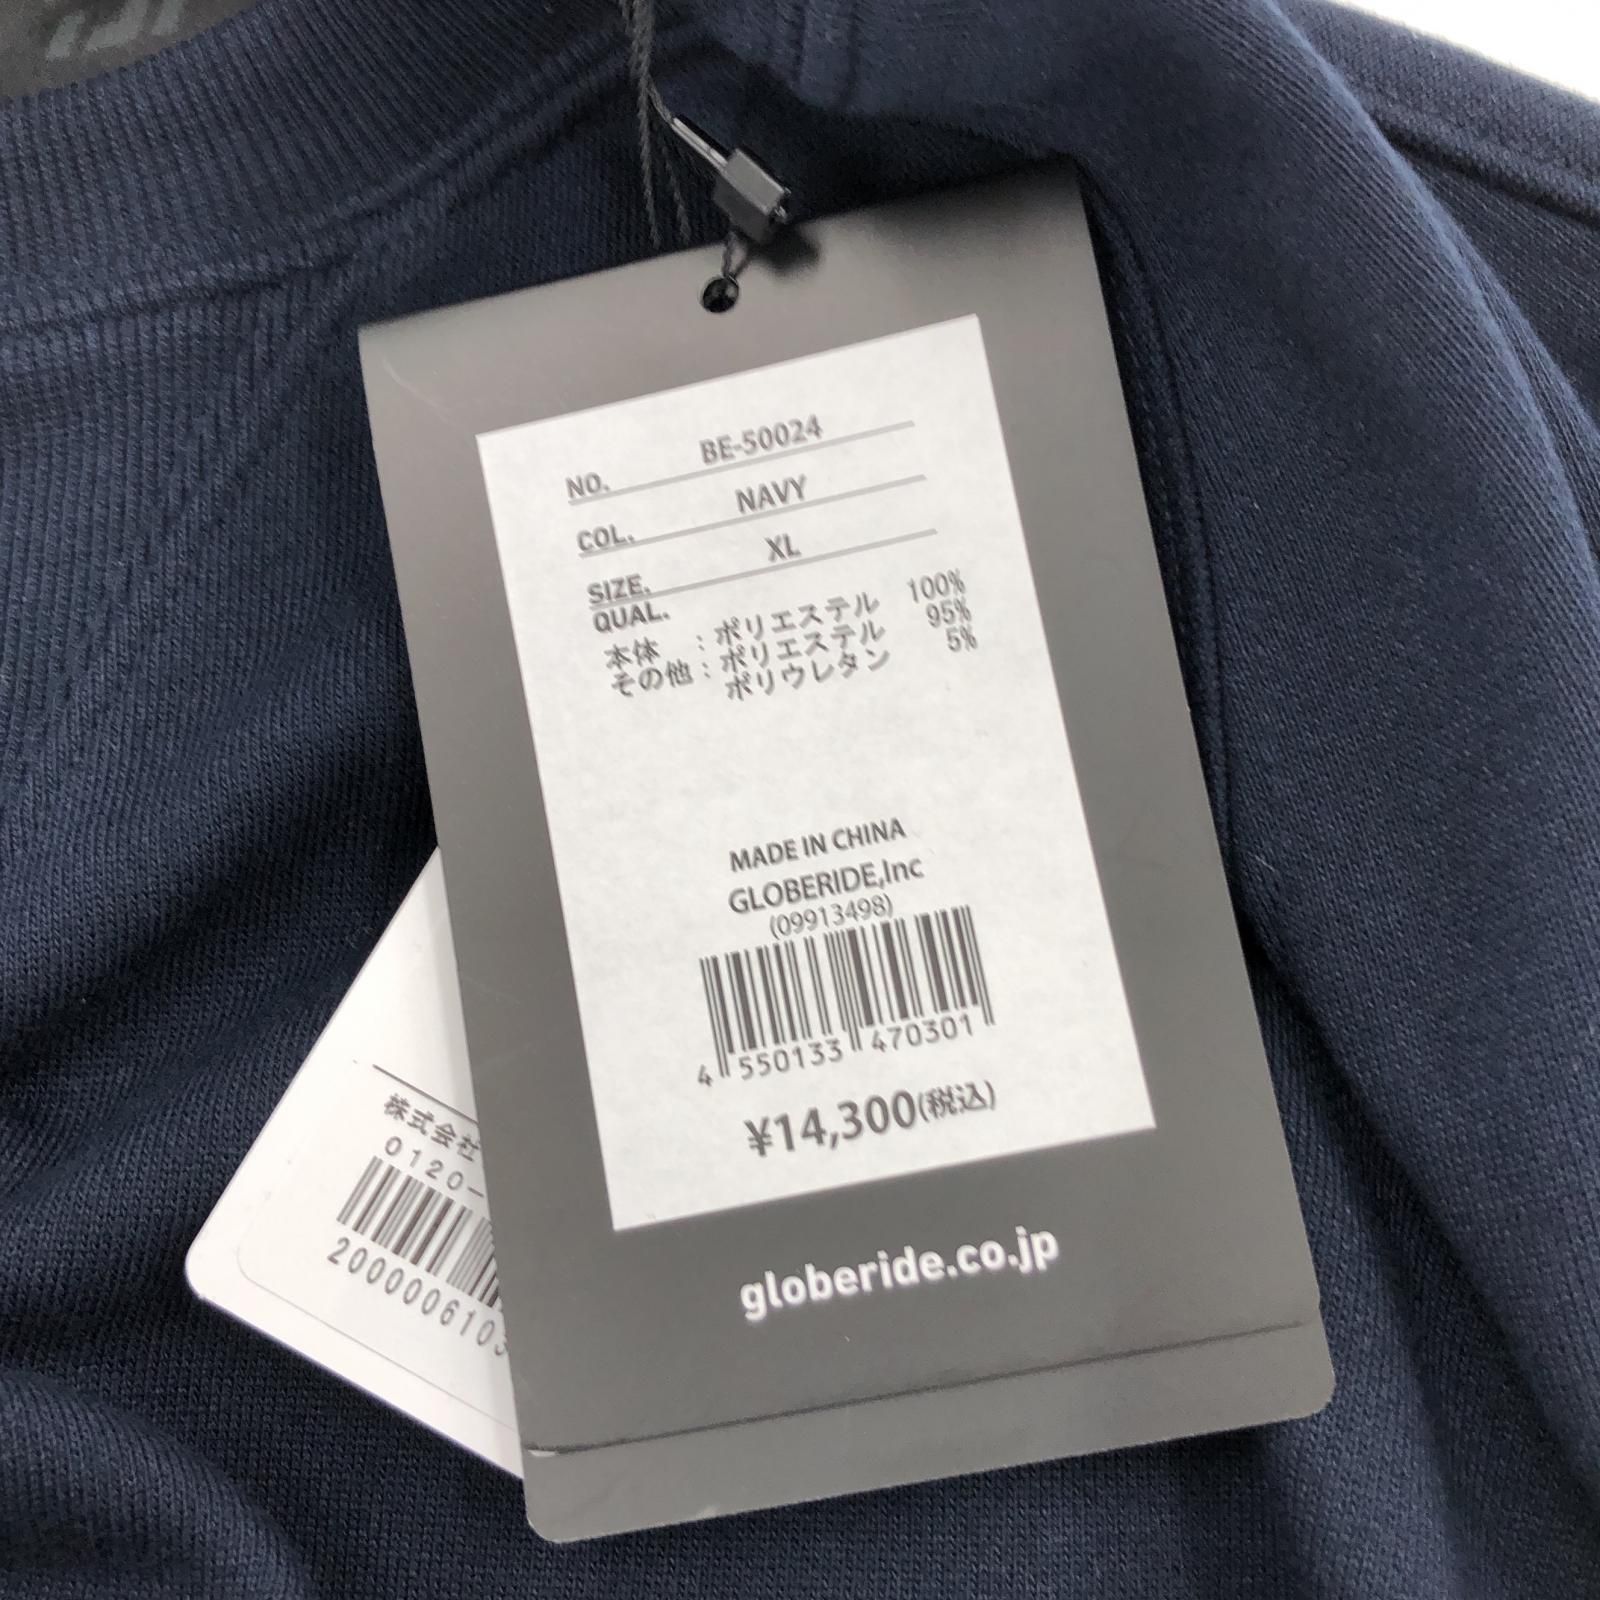 NO. BE-50024
COL. NAVY
SIZE. XL
QUAL.
本体 : ポリエステル 100%
その他 : ポリエステル 95%
ポリウレタン 5%
MADE IN CHINA
GLOBERIDE,Inc
(09913498)
4 550133 470301
¥14,300(税込)
globeride.co.jp
株式会社
0120-
20000610